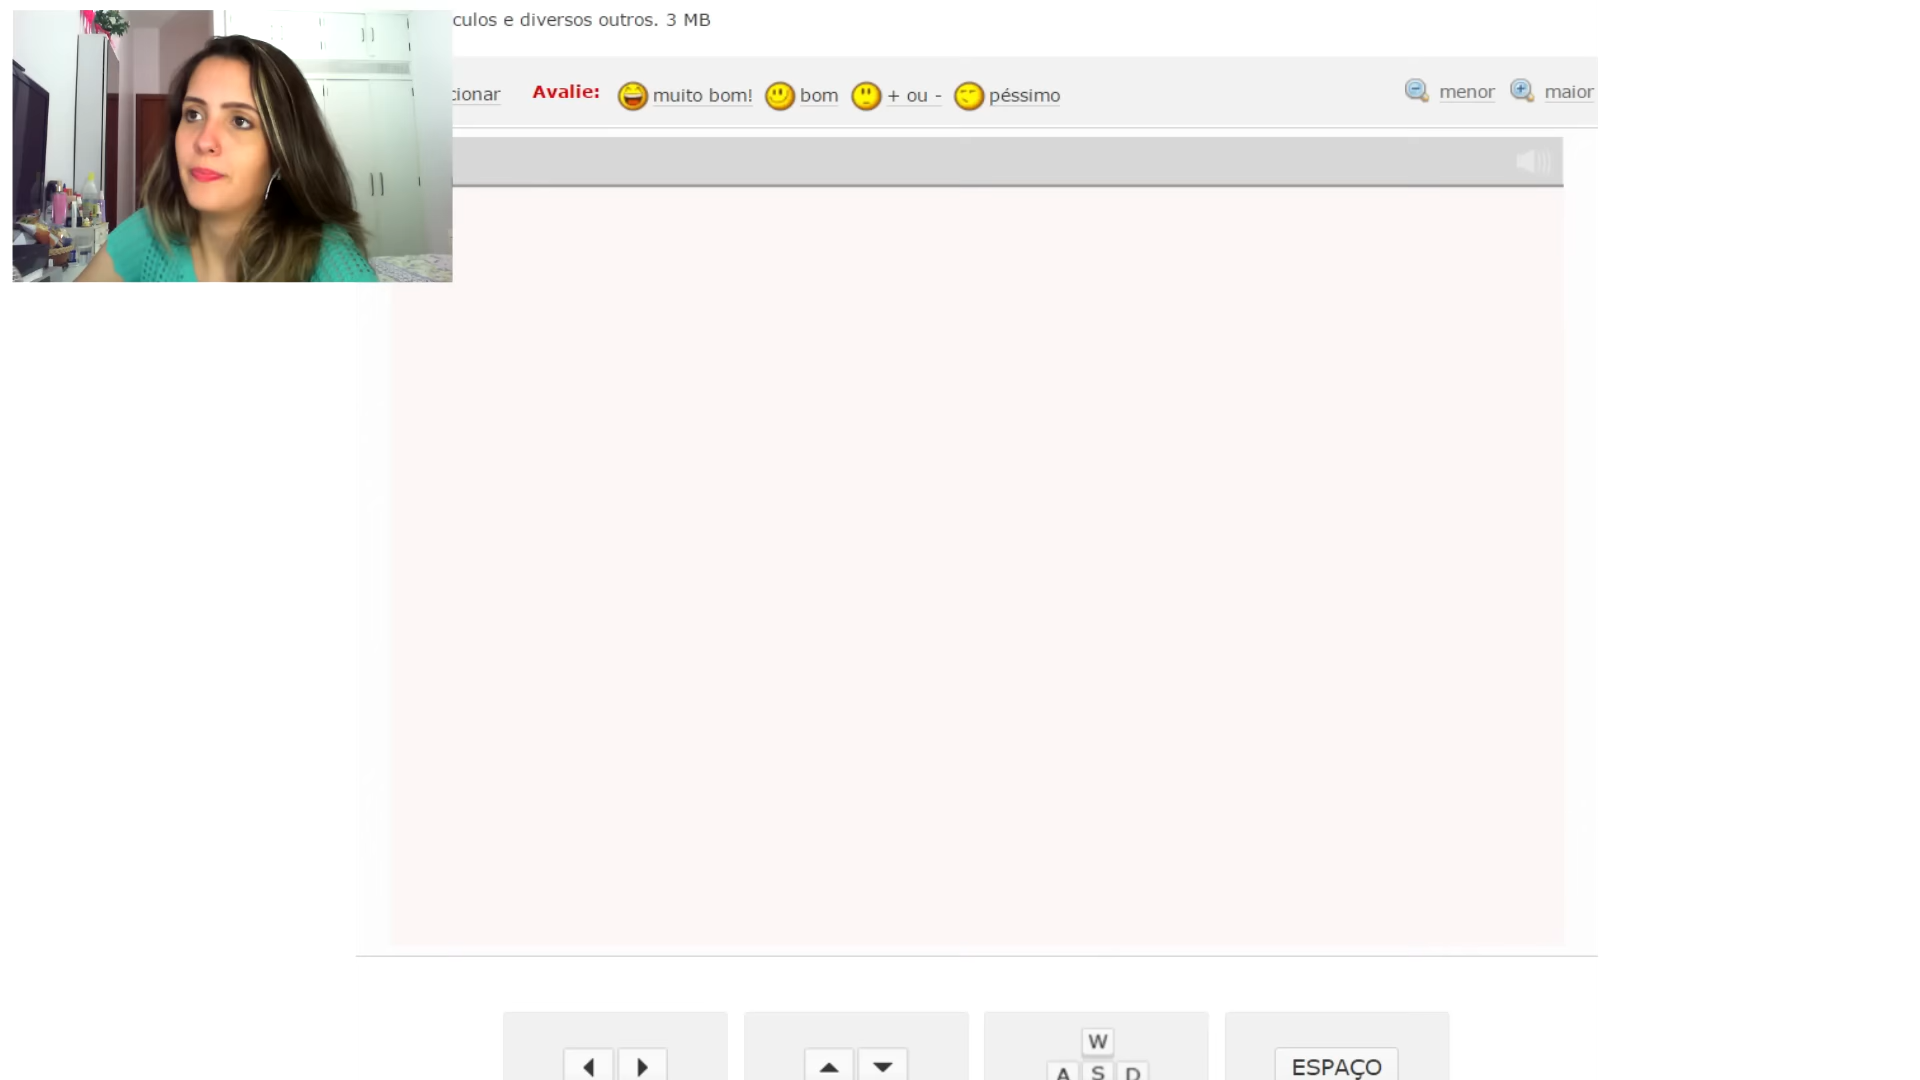 culos e diversos outros. 3 MB
cionar Avalie: muito bom! bom + ou - péssimo menor maior
W
A S D ESPAÇO